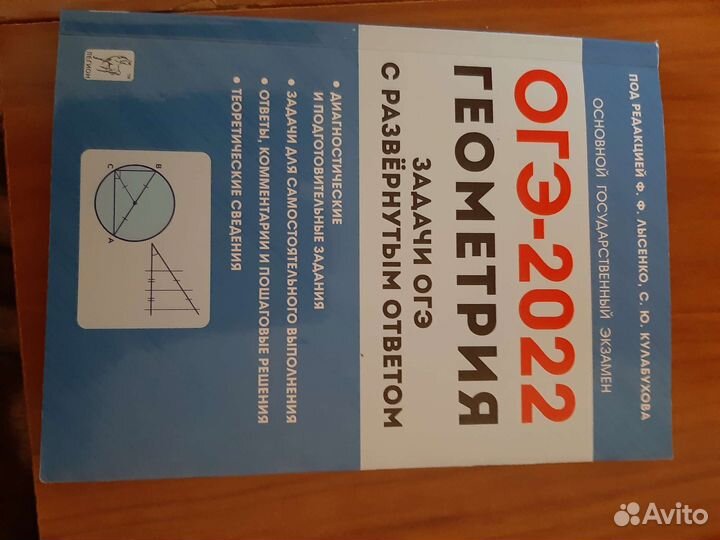 ПОД РЕДАКЦИЕЙ Ф. Ф. ЛЫСЕНКО, С. Ю. КУЛАБУХОВА
ОСНОВНОЙ ГОСУДАРСТВЕННЫЙ ЭКЗАМЕН
ОГЭ-2022
ГЕОМЕТРИЯ
ЗАДАЧИ ОГЭ
С РАЗВЁРНУТЫМ ОТВЕТОМ
• ДИАГНОСТИЧЕСКИЕ
И ПОДГОТОВИТЕЛЬНЫЕ ЗАДАНИЯ
• ЗАДАЧИ ДЛЯ САМОСТОЯТЕЛЬНОГО ВЫПОЛНЕНИЯ
• ОТВЕТЫ, КОММЕНТАРИИ И ПОШАГОВЫЕ РЕШЕНИЯ
• ТЕОРЕТИЧЕСКИЕ СВЕДЕНИЯ
B
C
A
ЛЕГИОН
TM
Avito